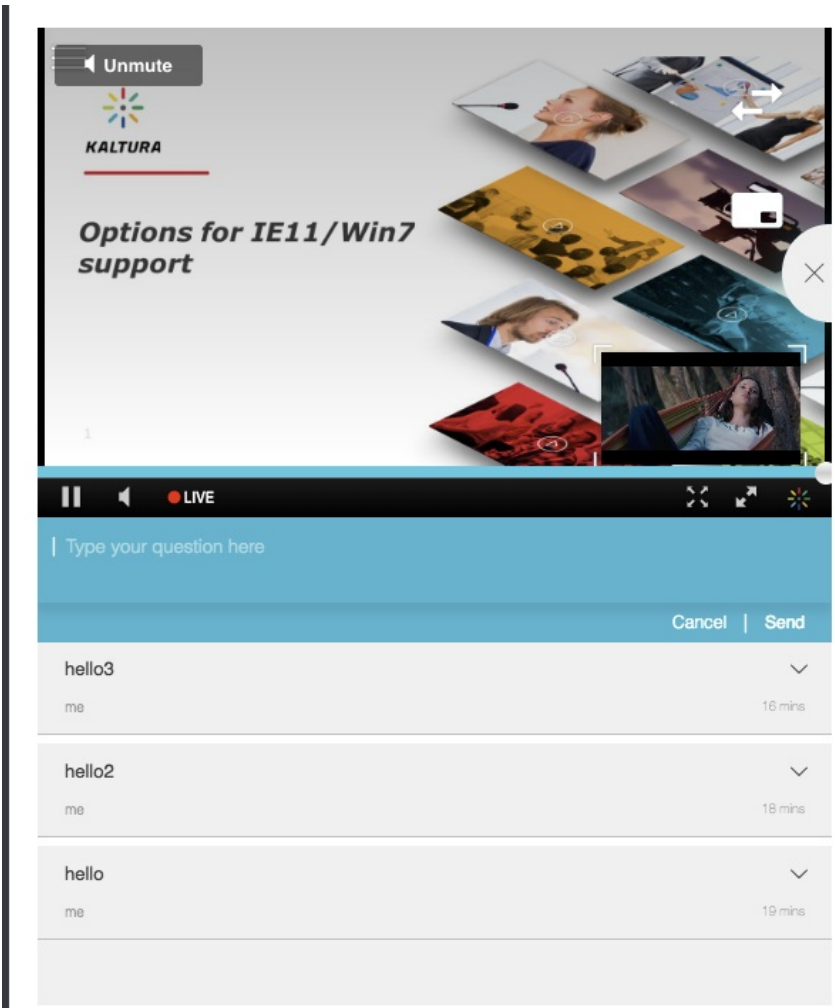 Unmute
KALTURA
Options for IE11/Win7
support
1
LIVE
Type your question here
Cancel | Send
hello3
me 16 mins
hello2
me 18 mins
hello
me 19 mins